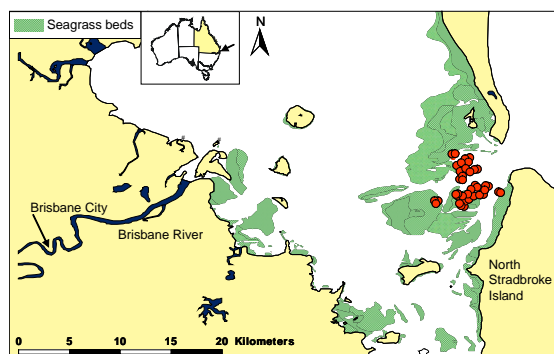 Seagrass beds
N
Brisbane City
Brisbane River
North
Stradbroke
Island
0 5 10 15 20 Kilometers